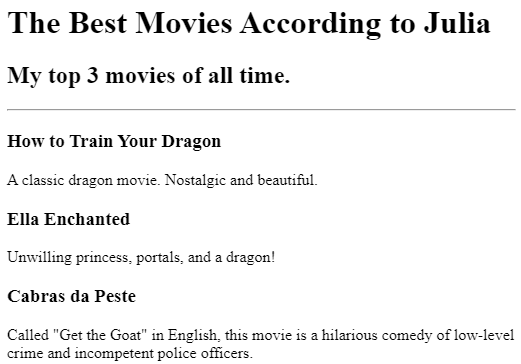 The Best Movies According to Julia
My top 3 movies of all time.
How to Train Your Dragon
A classic dragon movie. Nostalgic and beautiful.
Ella Enchanted
Unwilling princess, portals, and a dragon!
Cabras da Peste
Called "Get the Goat" in English, this movie is a hilarious comedy of low-level
crime and incompetent police officers.